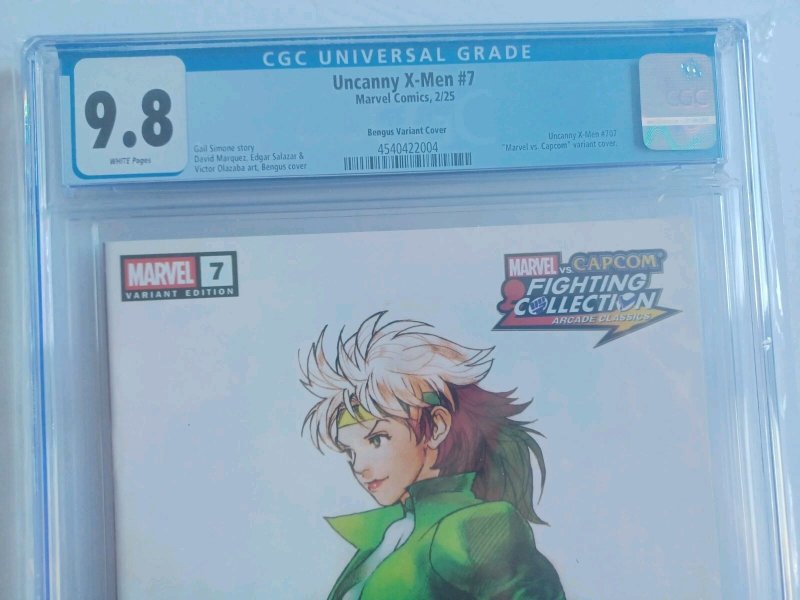 CGC UNIVERSAL GRADE
9.8
WHITE Pages
Uncanny X-Men #7
Marvel Comics, 2/25
Bengus Variant Cover
Gail Simone story
David Marquez, Edgar Salazar &
Victor Olazaba art, Bengus cover
4540422004
Uncanny X-Men #707
"Marvel vs. Capcom" variant cover.
CGC
MARVEL 7
VARIANT EDITION
MARVEL VS. CAPCOM
FIGHTING
COLLECTION
ARCADE CLASSICS